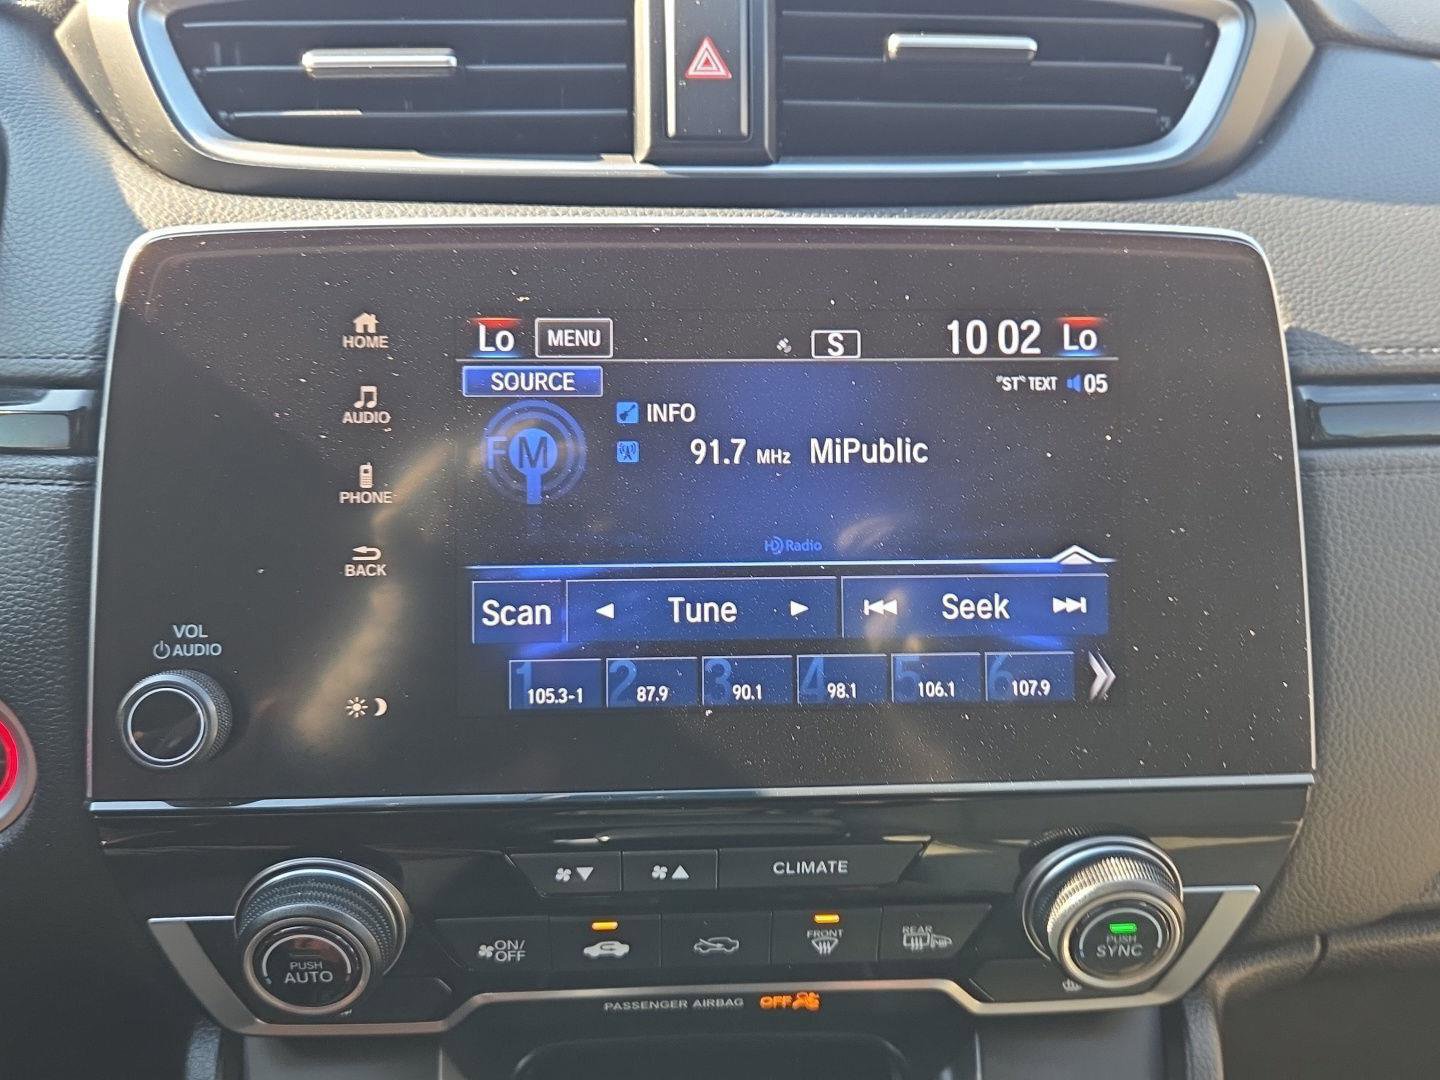 HOME
AUDIO
PHONE
BACK
VOL
AUDIO
Lo MENU S 10 02 Lo
SOURCE "ST" TEXT 05
FM INFO
91.7 MHz MiPublic
HD Radio
Scan Tune Seek
1 105.3-1 2 87.9 3 90.1 4 98.1 5 106.1 6 107.9
CLIMATE
PUSH
AUTO
ON/
OFF
FRONT
REAR
PUSH
SYNC
PASSENGER AIRBAG OFF